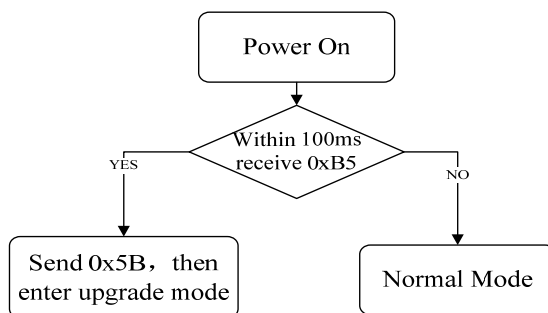 Power On
Within 100ms
receive 0xB5
YES
NO
Send 0x5B，then
enter upgrade mode
Normal Mode